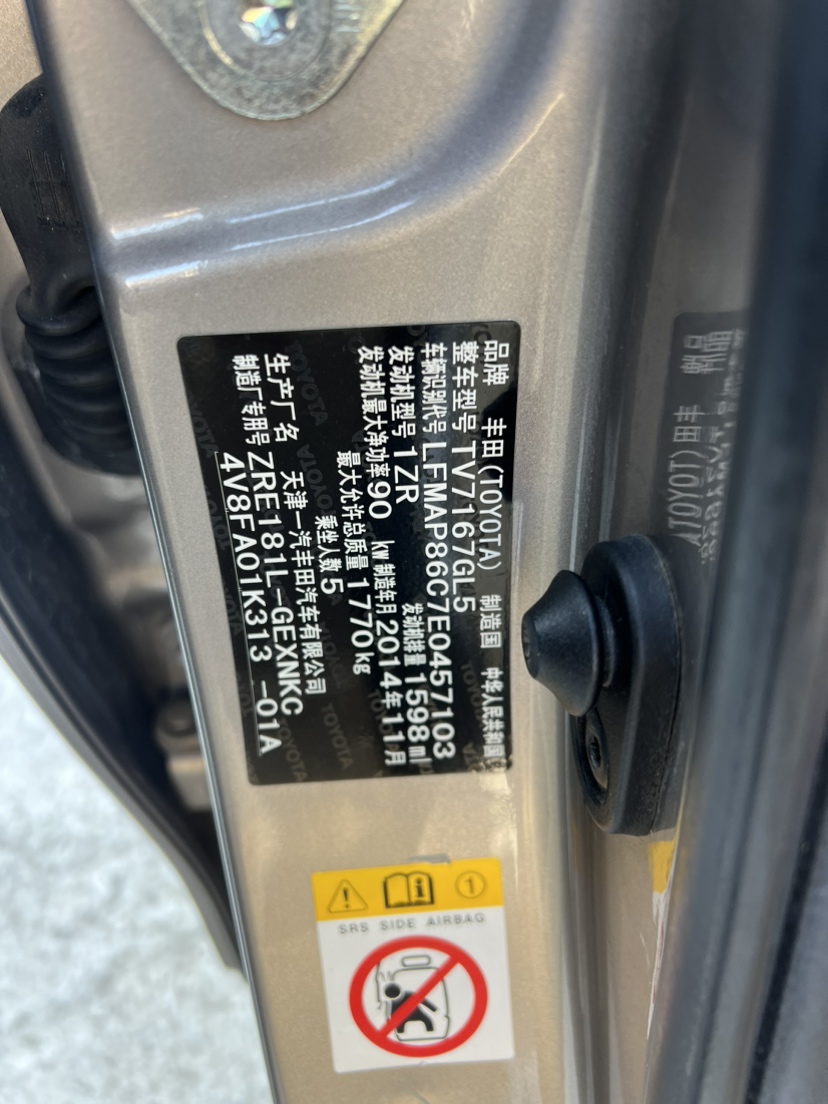 品牌 丰田(TOYOTA) 制造国 中华人民共和国
整车型号 TV7167GL5
车辆识别代号 LFMAP86C7E0457103
发动机型号 1ZR 发动机排量 1598ml
发动机最大净功率 90 kW 制造年月 2014年11月
最大允许总质量 1770kg
乘坐人数 5
生产厂名 天津一汽丰田汽车有限公司
制造厂专用号 ZRE181L-GEXNKC
4V8FA01K313 -01A
SRS SIDE AIRBAG